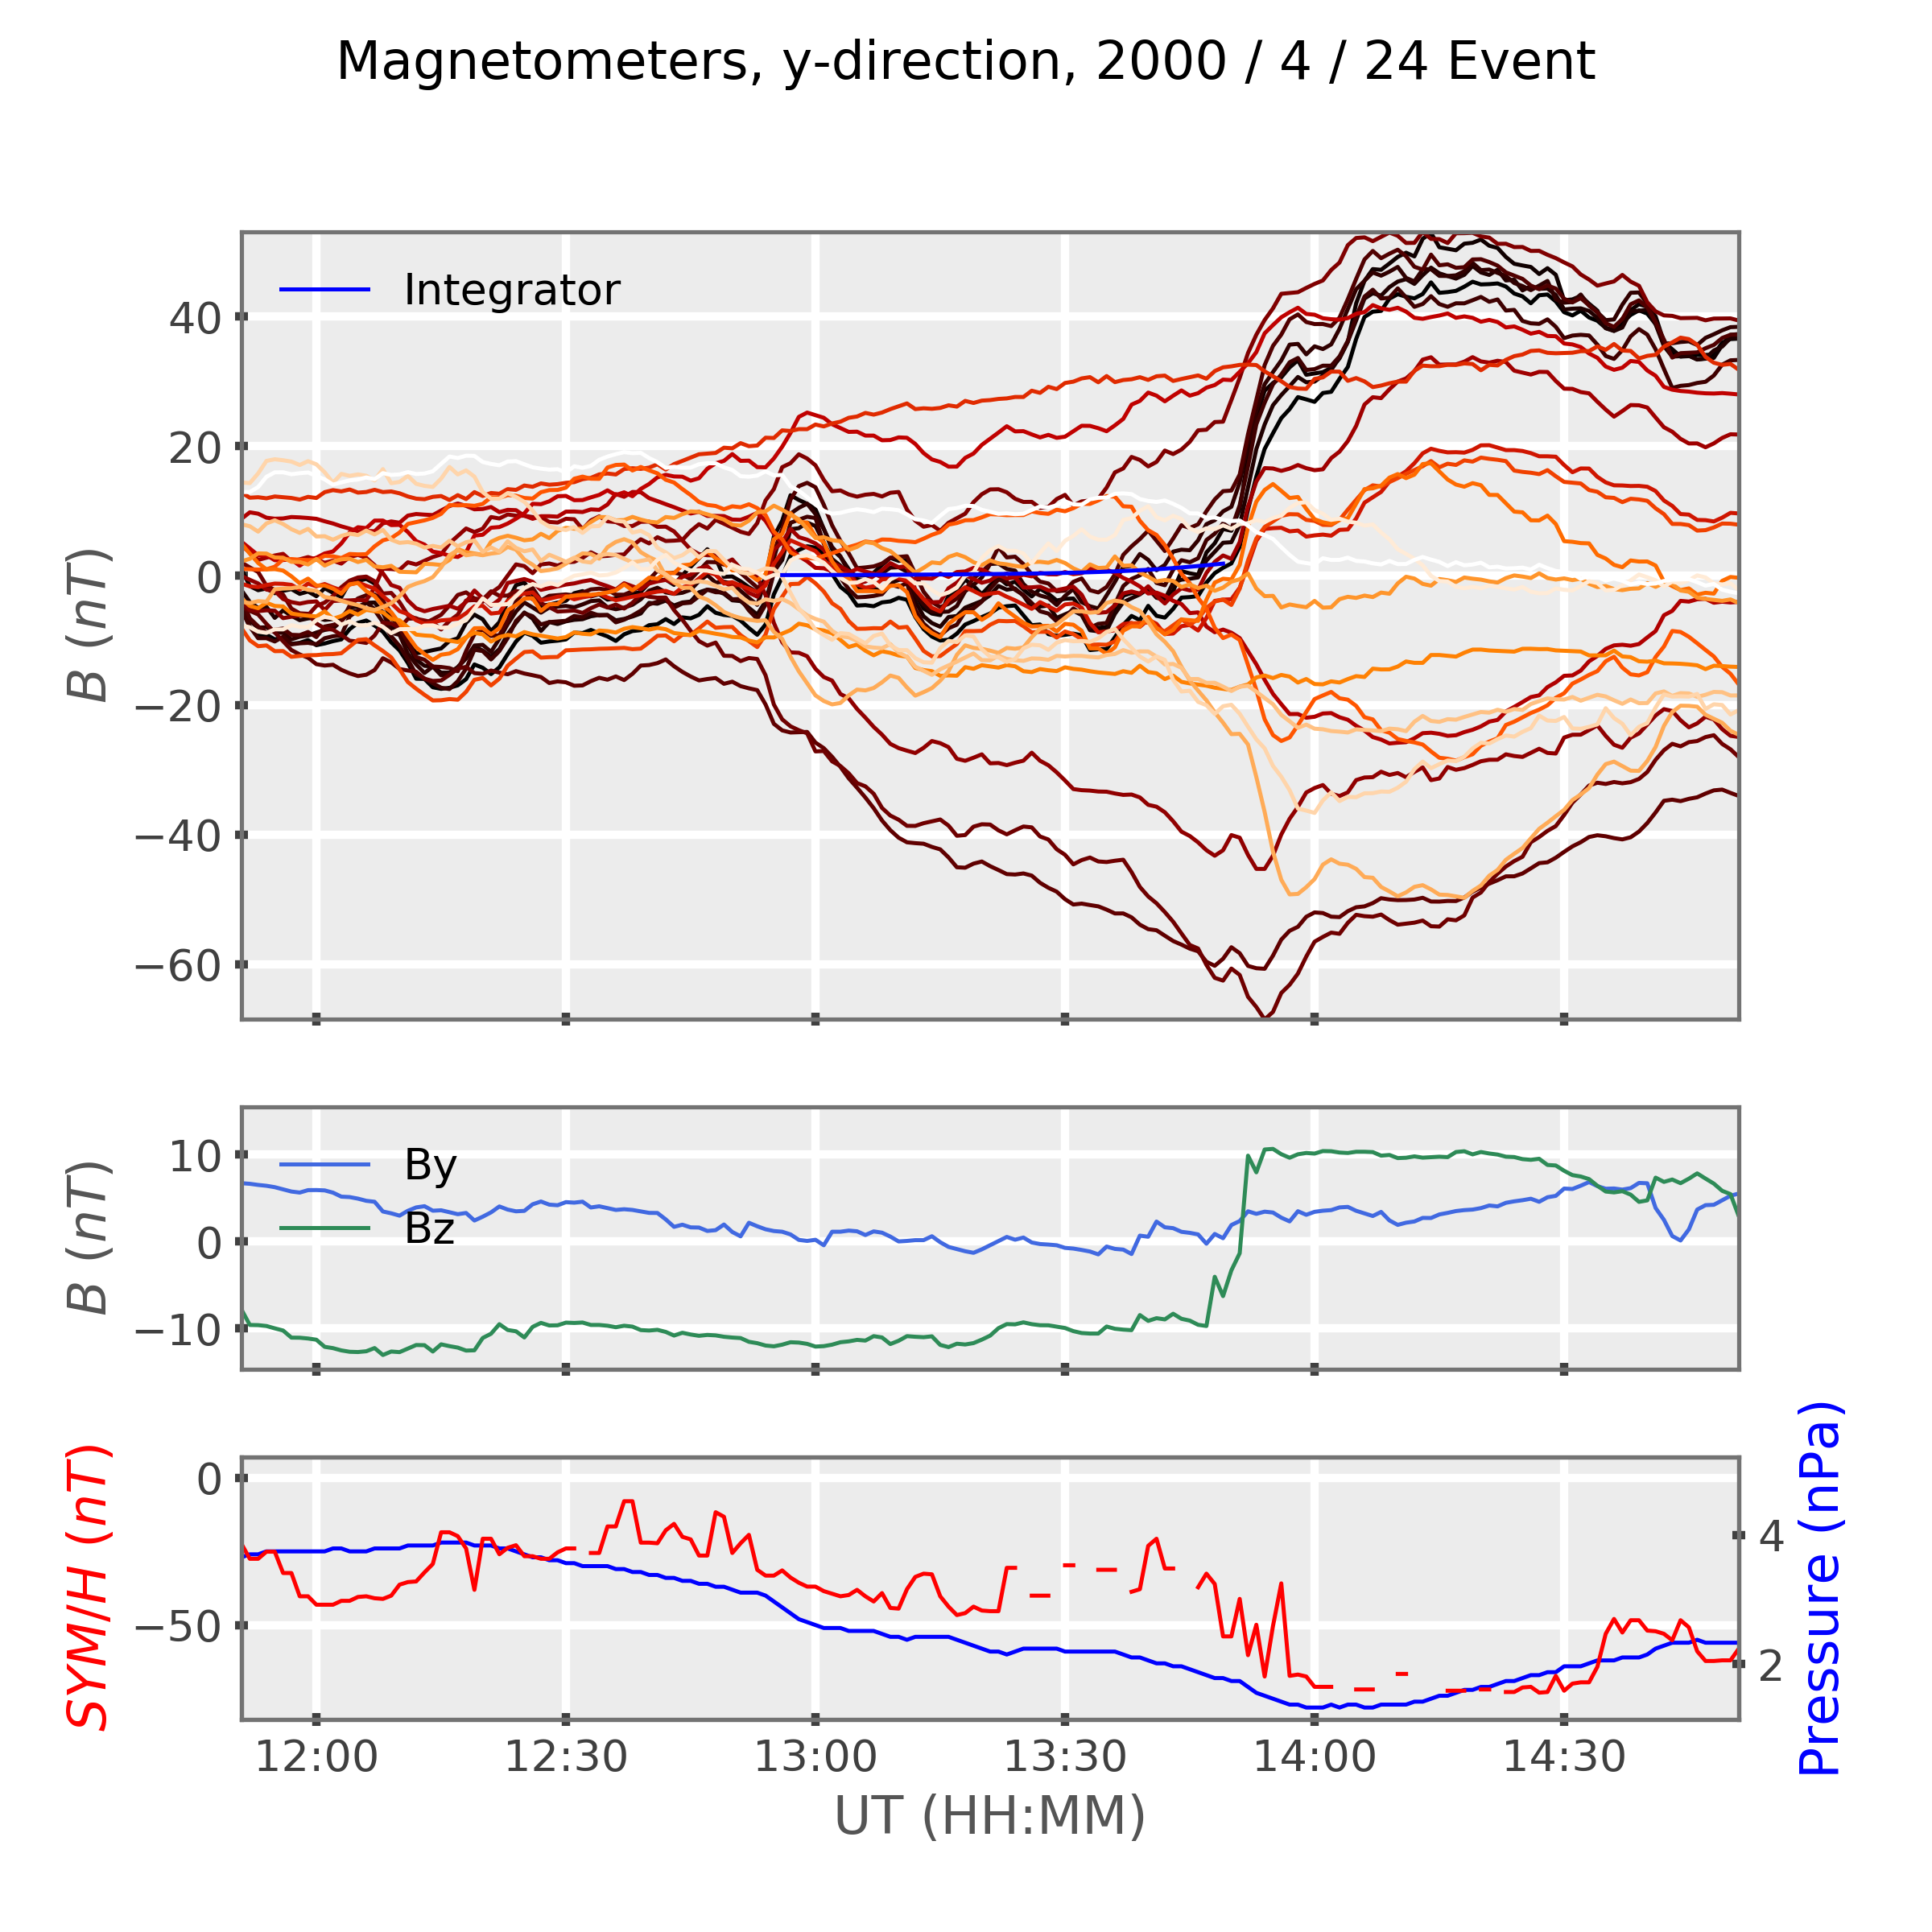 Magnetometers, y-direction, 2000 / 4 / 24 Event
Integrator
40
20
0
−20
−40
−60
B (nT)
By
Bz
10
0
−10
B (nT)
0
−50
SYM/H (nT)
4
2
Pressure (nPa)
12:00 12:30 13:00 13:30 14:00 14:30
UT (HH:MM)